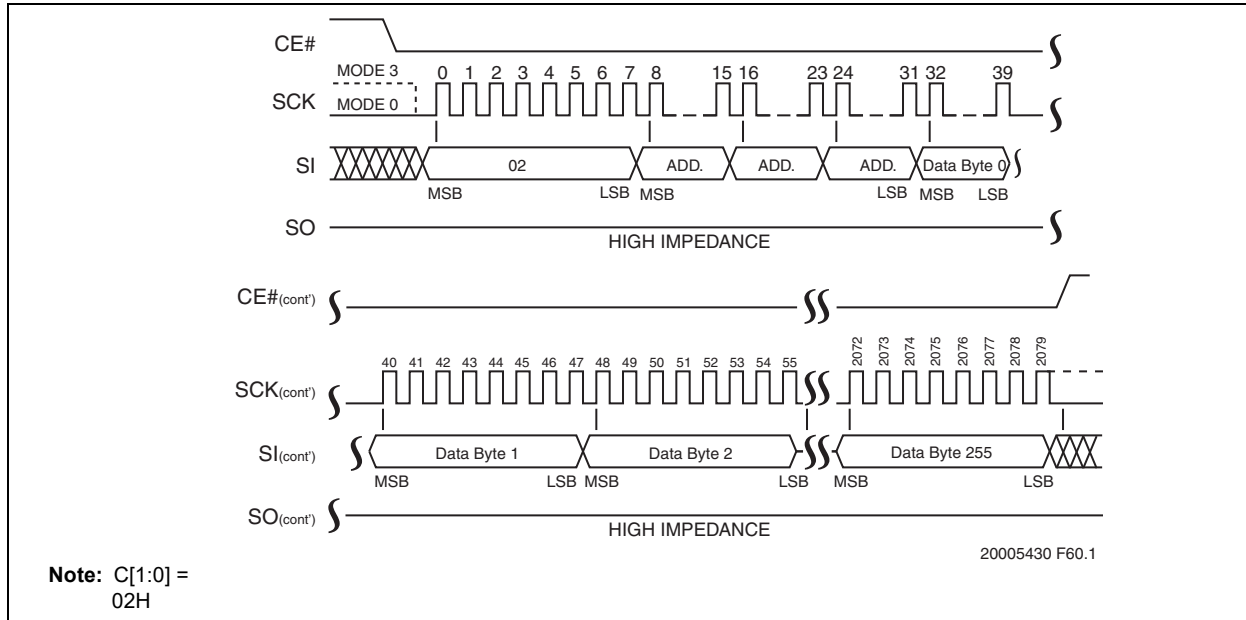 CE#
MODE 3
0 1 2 3 4 5 6 7 8 15 16 23 24 31 32 39
SCK
MODE 0
SI
02
ADD.
ADD.
ADD.
Data Byte 0
MSB
LSB
MSB
LSB
MSB
LSB
SO
HIGH IMPEDANCE
CE#(cont')
40 41 42 43 44 45 46 47 48 49 50 51 52 53 54 55
2072 2073 2074 2075 2076 2077 2078 2079
SCK(cont')
SI(cont')
Data Byte 1
Data Byte 2
Data Byte 255
MSB
LSB
MSB
LSB
MSB
LSB
SO(cont')
HIGH IMPEDANCE
20005430 F60.1
Note: C[1:0] =
02H